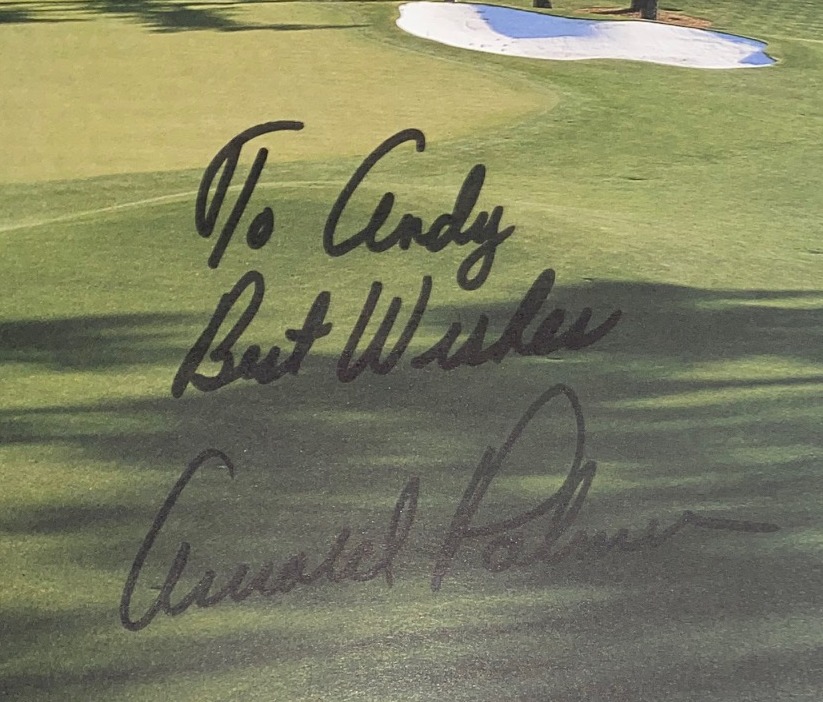 To Andy
Best Wishes
Arnold Palmer